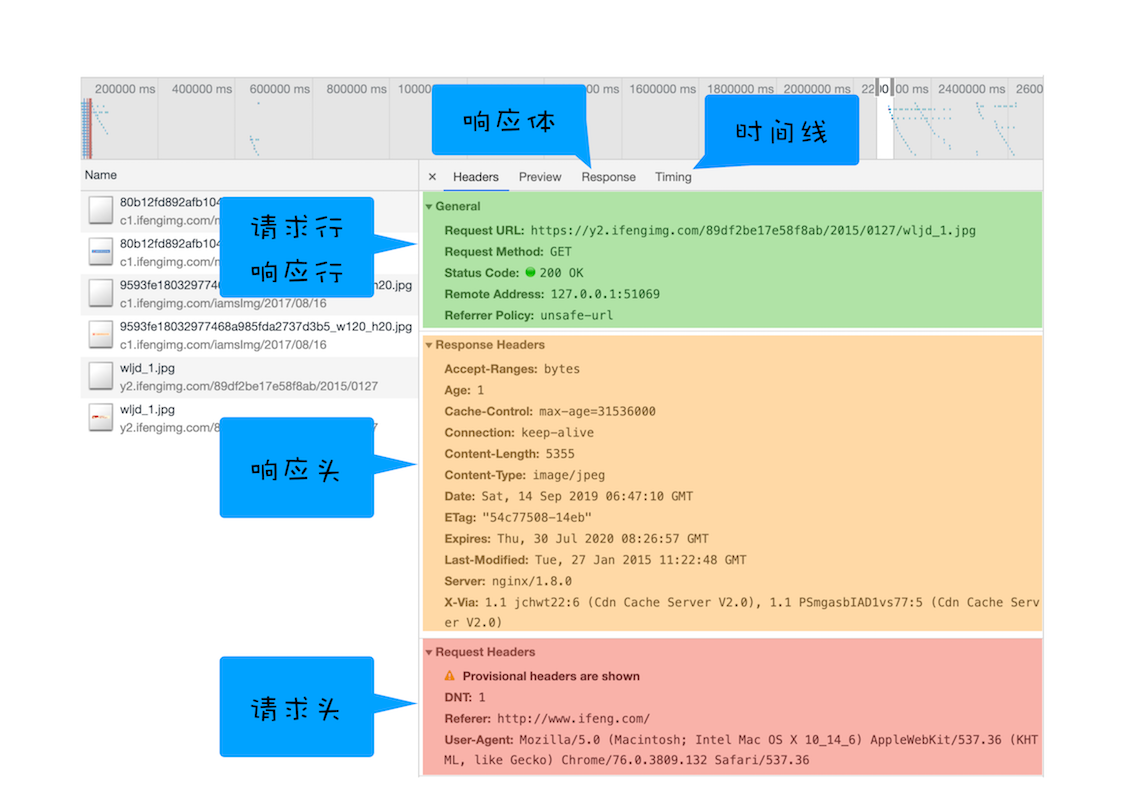 200000 ms 400000 ms 600000 ms 800000 ms 10000 ms 1600000 ms 1800000 ms 2000000 ms 22 00 ms 2400000 ms 2600
响应体
时间线
Name
× Headers Preview Response Timing
80b12fd892afb104
c1.ifengimg.com/
80b12fd892afb104
c1.ifengimg.com/
9593fe180329774 h20.jpg
c1.ifengimg.com/iamsImg/2017/08/16
9593fe18032977468a985fda2737d3b5_w120_h20.jpg
c1.ifengimg.com/iamsImg/2017/08/16
wljd_1.jpg
y2.ifengimg.com/89df2be17e58f8ab/2015/0127
wljd_1.jpg
y2.ifengimg.com/8
请求行
响应行
响应头
请求头
General
Request URL: https://y2.ifengimg.com/89df2be17e58f8ab/2015/0127/wljd_1.jpg
Request Method: GET
Status Code: 200 OK
Remote Address: 127.0.0.1:51069
Referrer Policy: unsafe-url
Response Headers
Accept-Ranges: bytes
Age: 1
Cache-Control: max-age=31536000
Connection: keep-alive
Content-Length: 5355
Content-Type: image/jpeg
Date: Sat, 14 Sep 2019 06:47:10 GMT
ETag: "54c77508-14eb"
Expires: Thu, 30 Jul 2020 08:26:57 GMT
Last-Modified: Tue, 27 Jan 2015 11:22:48 GMT
Server: nginx/1.8.0
X-Via: 1.1 jchwt22:6 (Cdn Cache Server V2.0), 1.1 PSmgasbIAD1vs77:5 (Cdn Cache Serv
er V2.0)
Request Headers
Provisional headers are shown
DNT: 1
Referer: http://www.ifeng.com/
User-Agent: Mozilla/5.0 (Macintosh; Intel Mac OS X 10_14_6) AppleWebKit/537.36 (KHT
ML, like Gecko) Chrome/76.0.3809.132 Safari/537.36